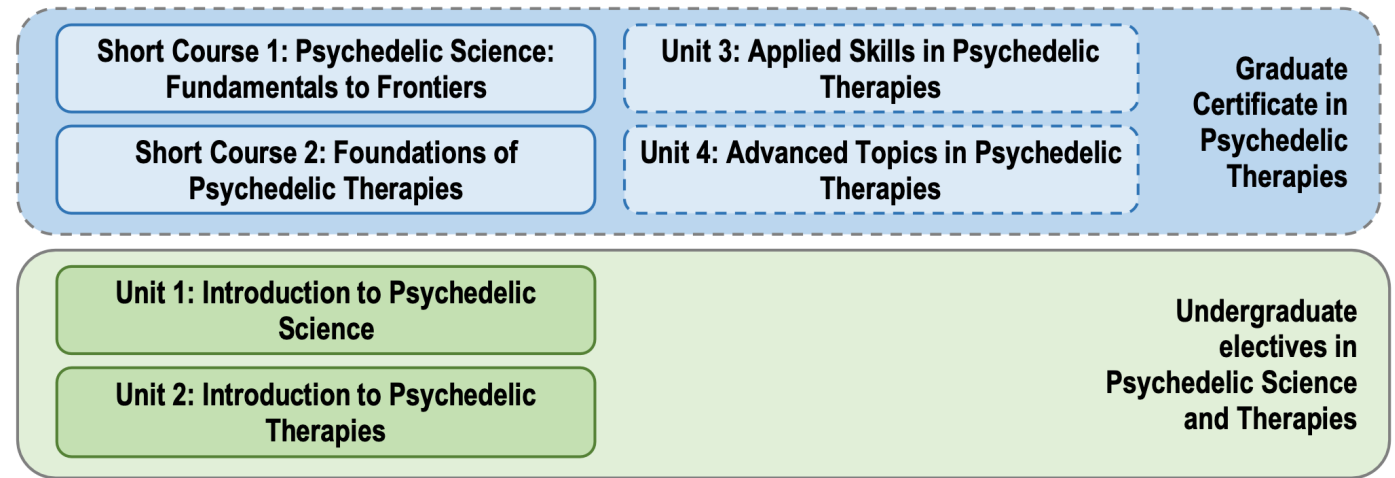 Short Course 1: Psychedelic Science:
Fundamentals to Frontiers
Short Course 2: Foundations of
Psychedelic Therapies
Unit 3: Applied Skills in Psychedelic
Therapies
Unit 4: Advanced Topics in Psychedelic
Therapies
Graduate
Certificate in
Psychedelic
Therapies
Unit 1: Introduction to Psychedelic
Science
Unit 2: Introduction to Psychedelic
Therapies
Undergraduate
electives in
Psychedelic Science
and Therapies